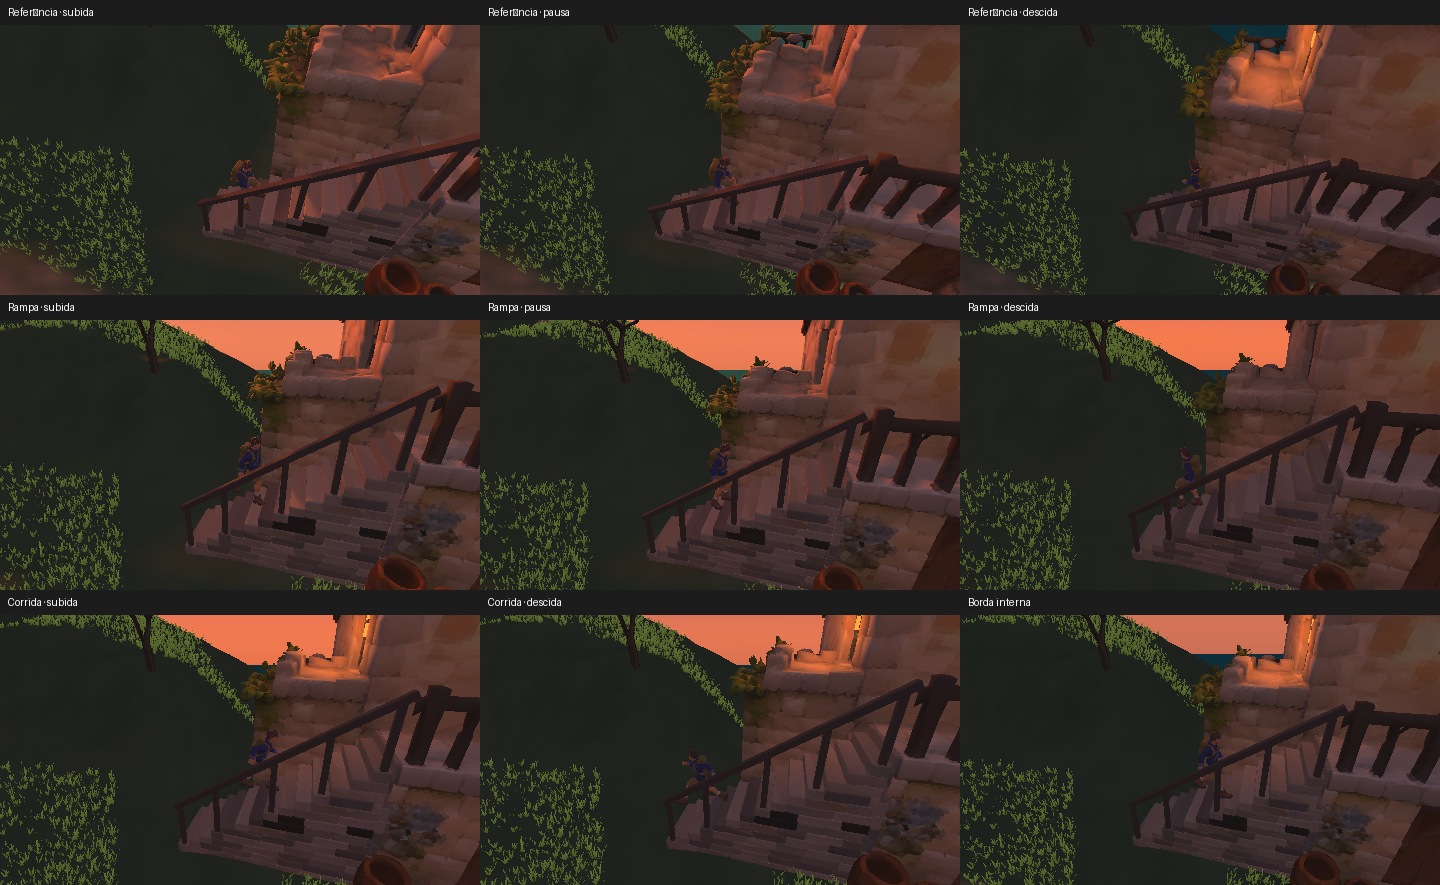 Refer▯ncia · subida
Refer▯ncia · pausa
Refer▯ncia · descida
Rampa · subida
Rampa · pausa
Rampa · descida
Corrida · subida
Corrida · descida
Borda interna